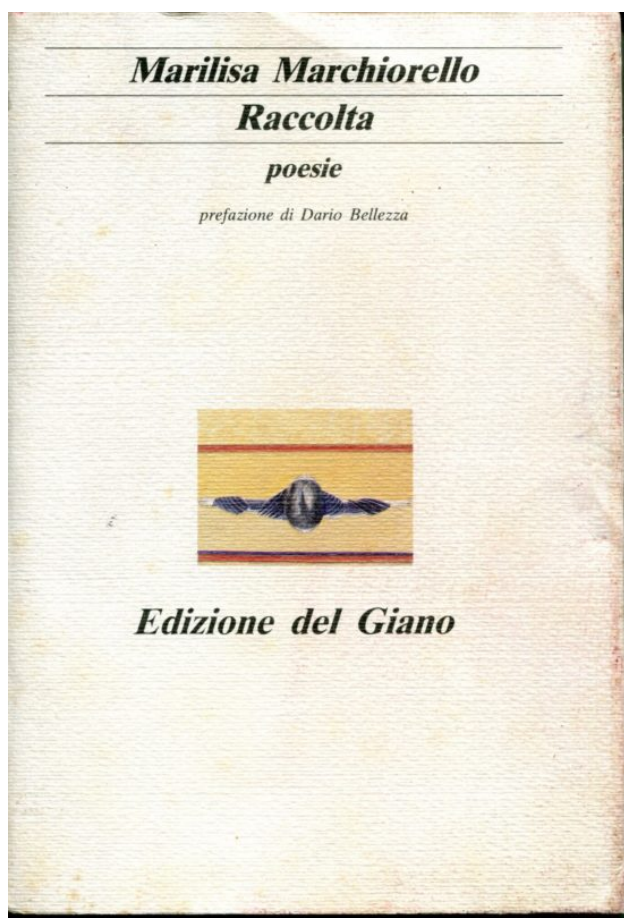 Marilisa Marchiorello
Raccolta
poesie
prefazione di Dario Bellezza
Edizione del Giano